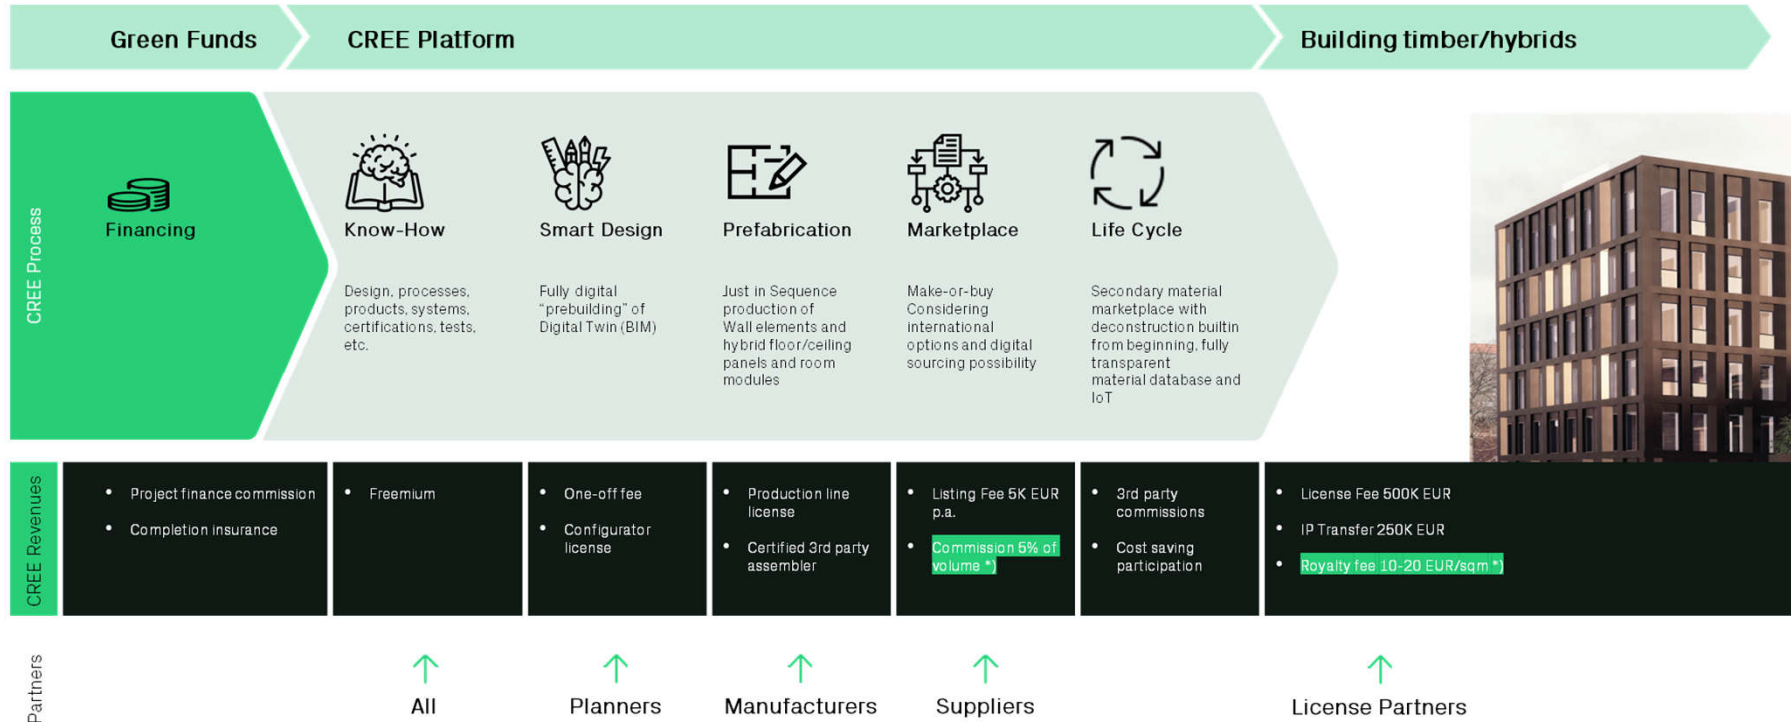 Green Funds
CREE Platform
Building timber/hybrids
CREE Process
Financing
Know-How
Design, processes,
products, systems,
certifications, tests,
etc.
Smart Design
Fully digital
“prebuilding” of
Digital Twin (BIM)
Prefabrication
Just in Sequence
production of
Wall elements and
hybrid floor/ceiling
panels and room
modules
Marketplace
Make-or-buy
Considering
international
options and digital
sourcing possibility
Life Cycle
Secondary material
marketplace with
deconstruction builtin
from beginning, fully
transparent
material database and
IoT
CREE Revenues
• Project finance commission
• Completion insurance
• Freemium
• One-off fee
• Configurator
license
• Production line
license
• Certified 3rd party
assembler
• Listing Fee 5K EUR
p.a.
• Commission 5% of
volume *)
• 3rd party
commissions
• Cost saving
participation
• License Fee 500K EUR
• IP Transfer 250K EUR
• Royalty fee 10-20 EUR/sqm *)
Partners
All
Planners
Manufacturers
Suppliers
License Partners